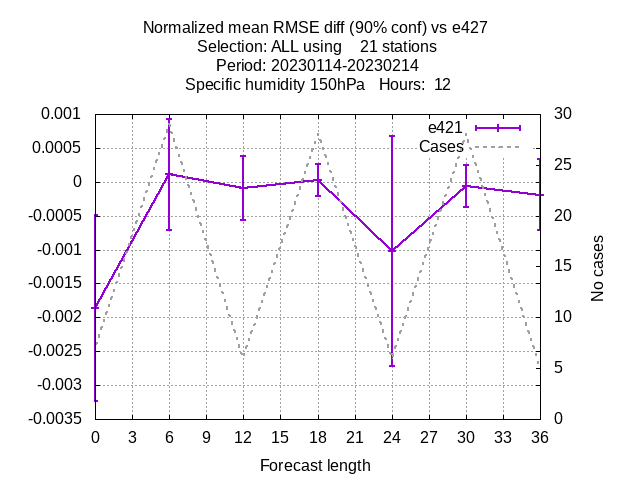 Normalized mean RMSE diff (90% conf) vs e427
Selection: ALL using    21 stations
Period: 20230114-20230214
Specific humidity 150hPa   Hours:  12
0.001
0.0005
0
-0.0005
-0.001
-0.0015
-0.002
-0.0025
-0.003
-0.0035
e421
Cases
30
25
20
15
10
5
0
No cases
0 3 6 9 12 15 18 21 24 27 30 33 36
Forecast length